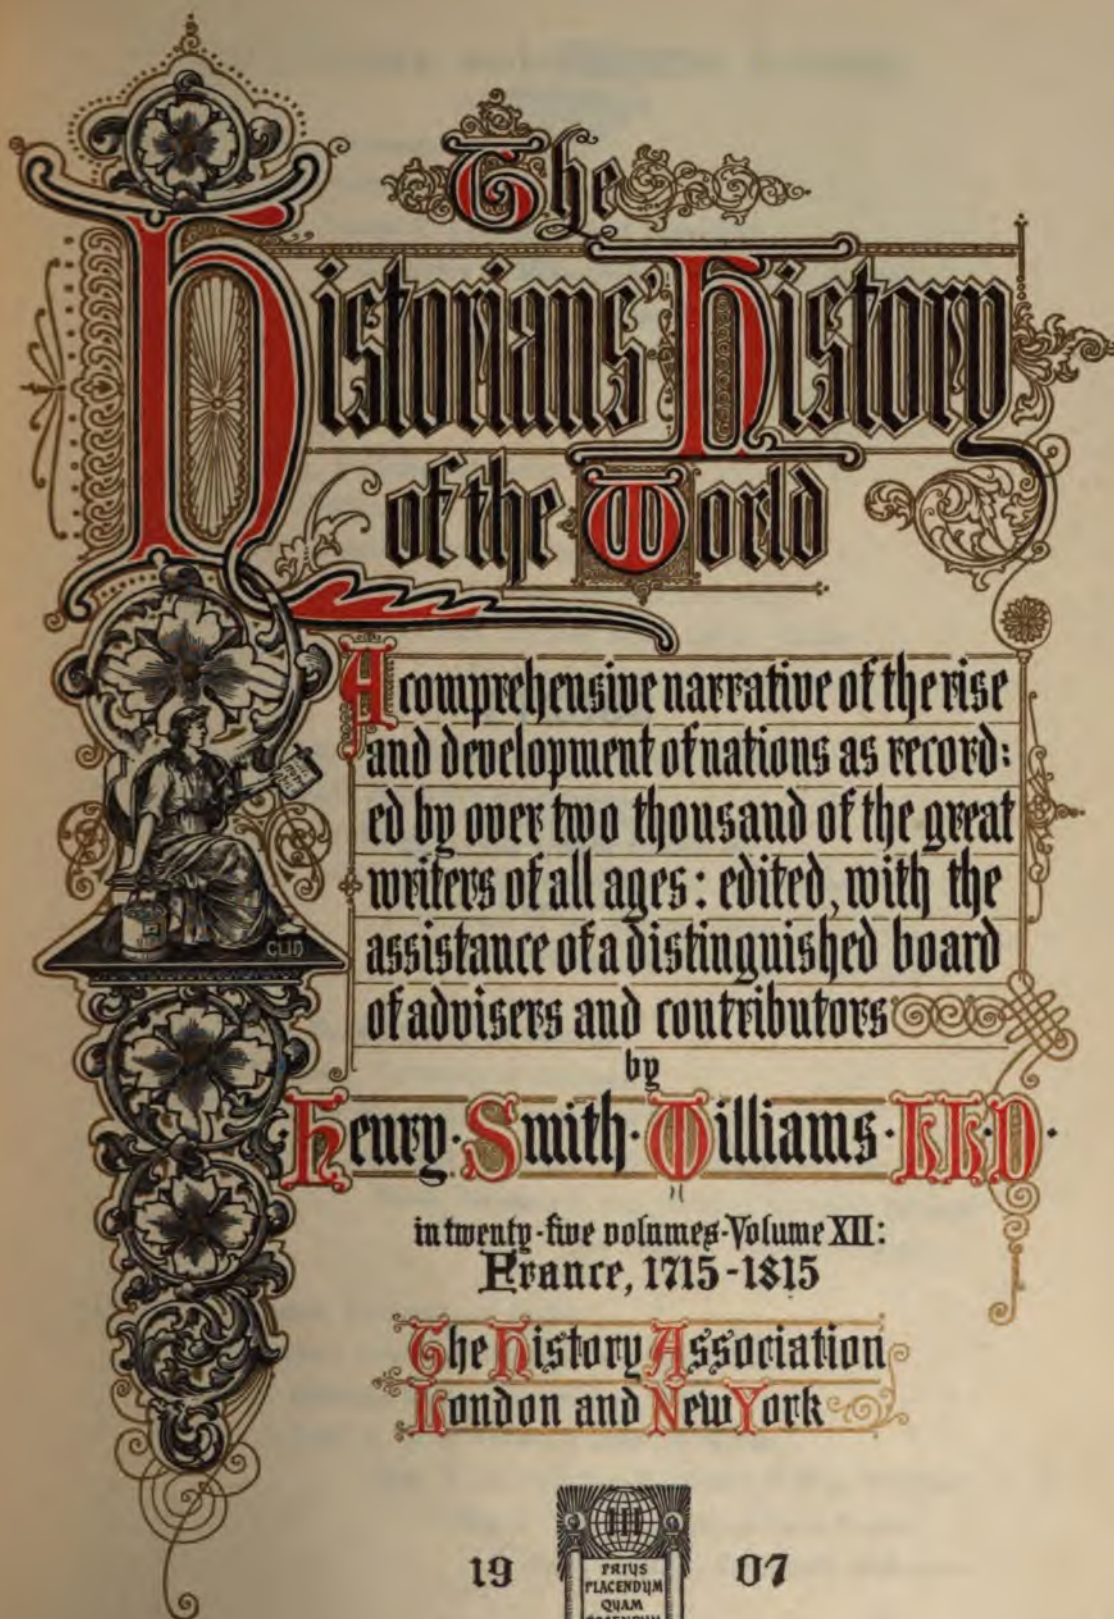 The
Historians' History
of the World
A comprehensive narrative of the rise
and development of nations as record:
ed by over two thousand of the great
writers of all ages: edited, with the
assistance of a distinguished board
of advisers and contributors
CLIO
by
Henry · Smith · Williams · LL·D ·
in twenty-five volumes-Volume XII:
France, 1715-1815
The History Association
London and New York
19 07
PRIUS
PLACENDUM
QUAM